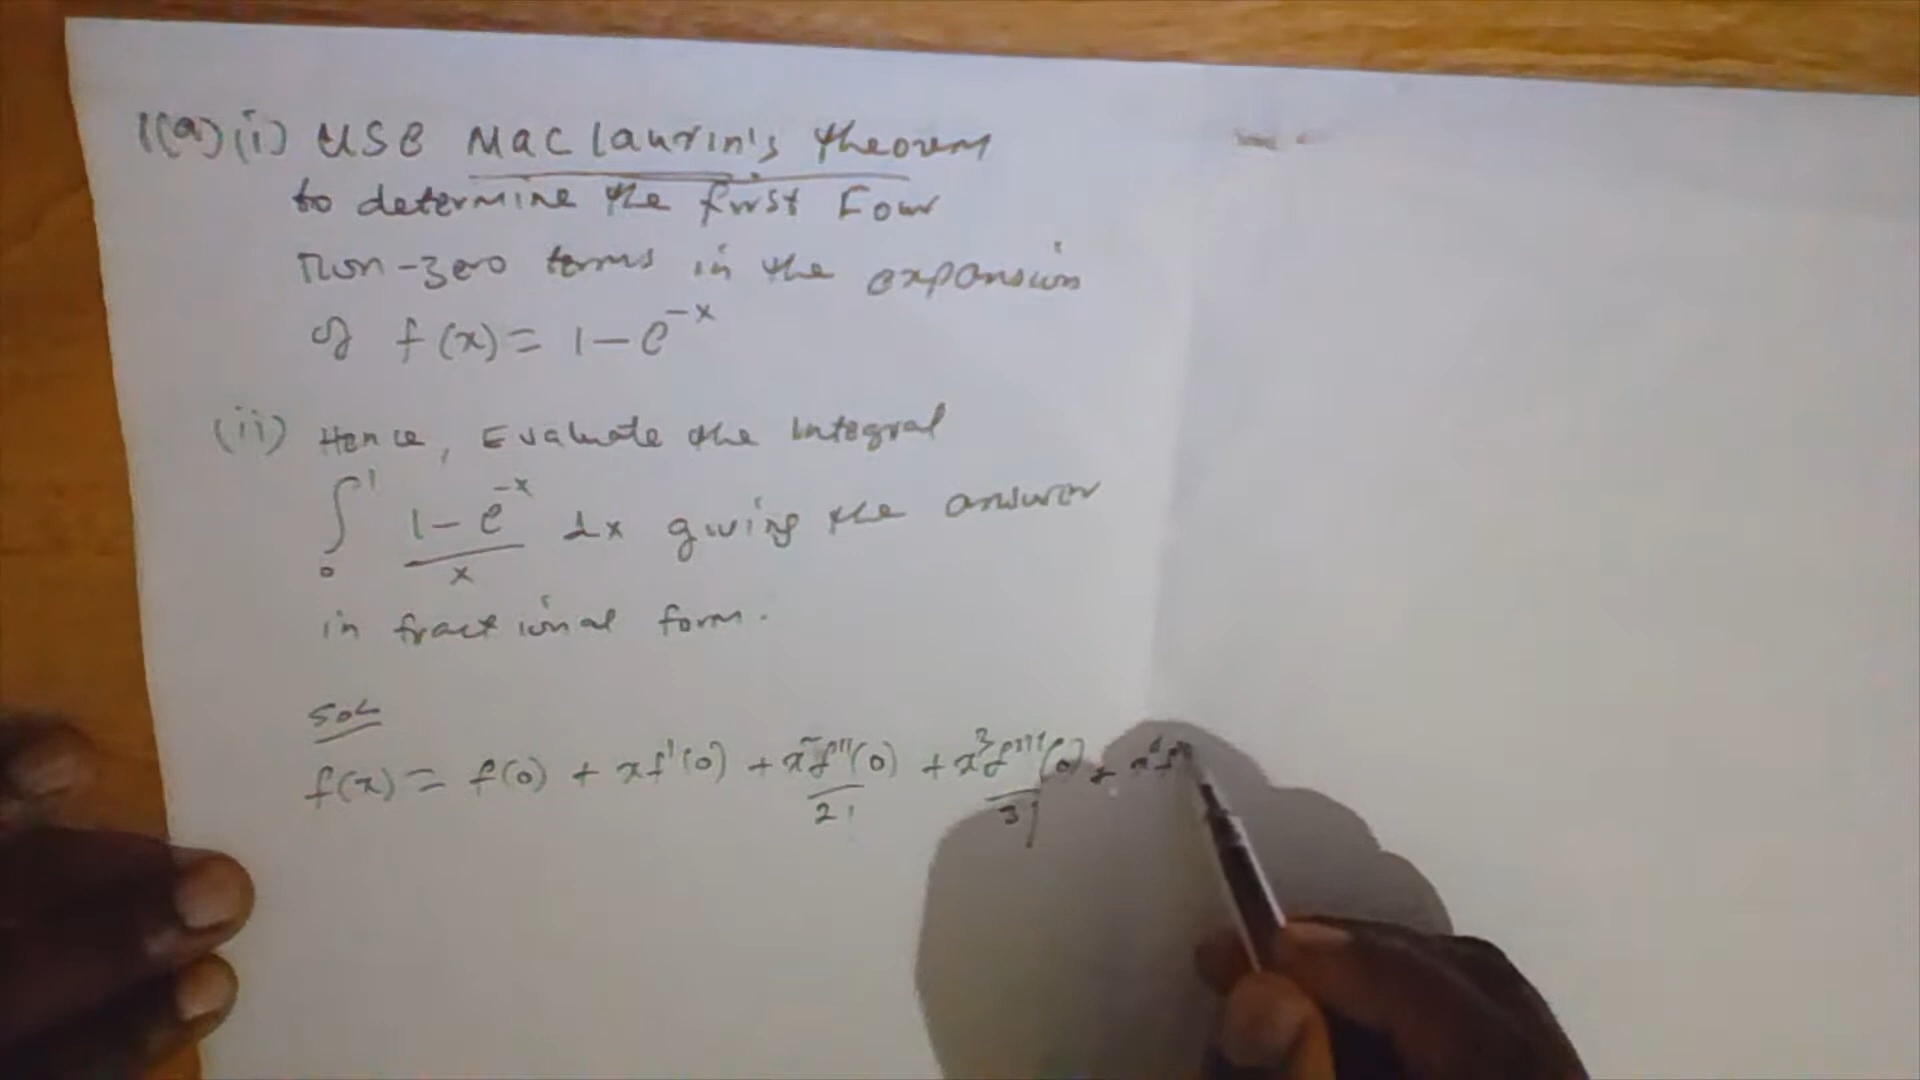 1(a)(i) USE Maclaurin's theorem
to determine the first Four
Non-zero terms in the expansion
of f(x) = 1 - e^-x
(ii) Hence, Evaluate the integral
∫₀¹ (1 - e^-x)/x dx giving the answer
in fractional form.
Sol
f(x) = f(0) + xf'(0) + x²f''(0)/2! + x³f'''(0)/3! +